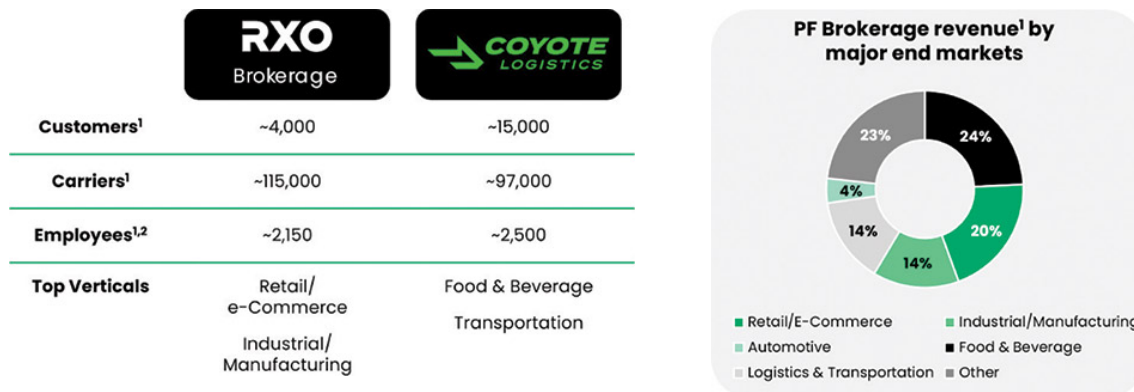 RXO
Brokerage
COYOTE
LOGISTICS
Customers¹
~4,000
~15,000
Carriers¹
~115,000
~97,000
Employees¹,²
~2,150
~2,500
Top Verticals
Retail/
e-Commerce
Industrial/
Manufacturing
Food & Beverage
Transportation
PF Brokerage revenue¹ by
major end markets
24%
20%
14%
14%
4%
23%
Retail/E-Commerce
Industrial/Manufacturing
Automotive
Food & Beverage
Logistics & Transportation
Other